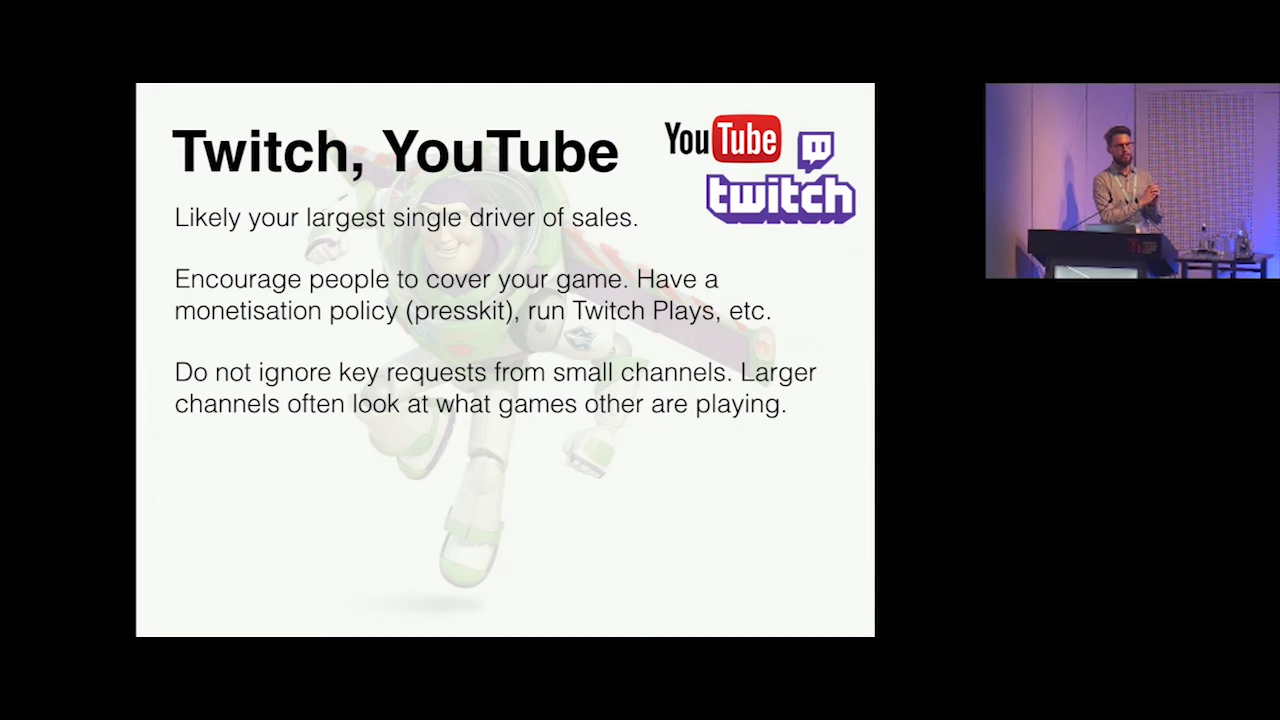 Twitch, YouTube
YouTube
twitch
Likely your largest single driver of sales.
Encourage people to cover your game. Have a
monetisation policy (presskit), run Twitch Plays, etc.
Do not ignore key requests from small channels. Larger
channels often look at what games other are playing.